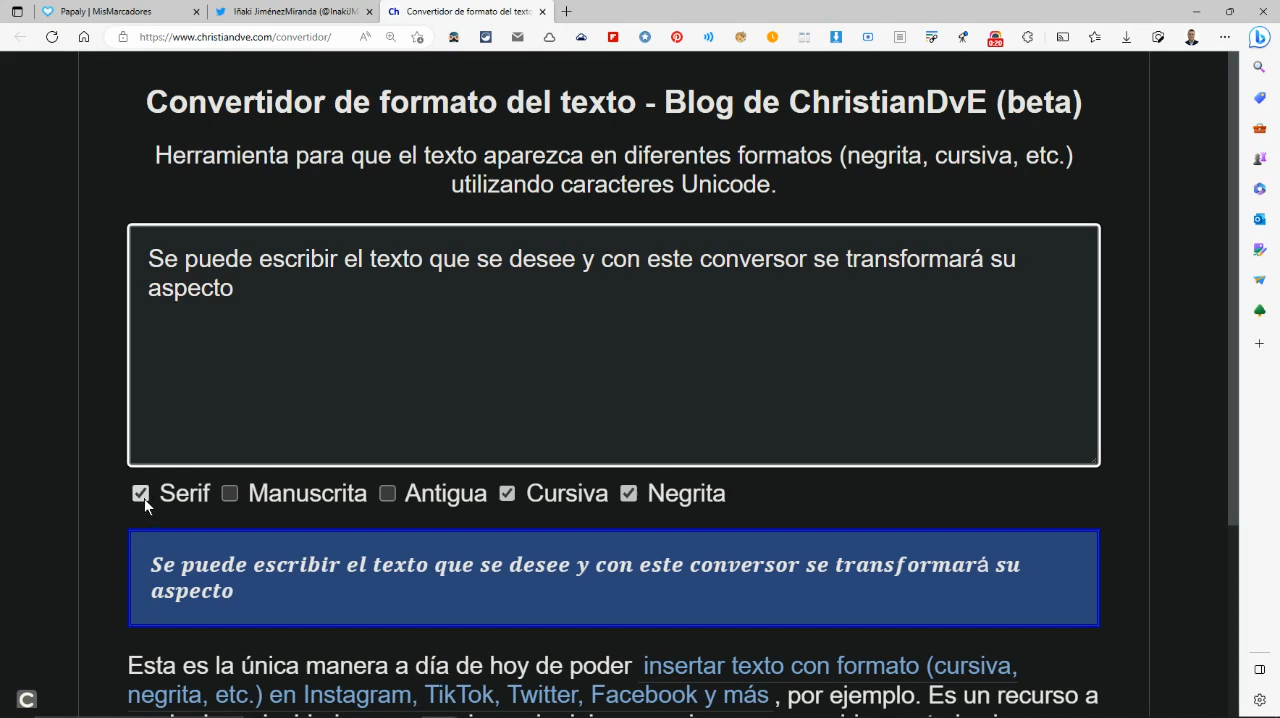 Papaly | MisMarcadores
Iñaki JiménezMiranda (@InakiJM
Convertidor de formato del texto
https://www.christiandve.com/convertidor/
0:20
Convertidor de formato del texto - Blog de ChristianDvE (beta)
Herramienta para que el texto aparezca en diferentes formatos (negrita, cursiva, etc.)
utilizando caracteres Unicode.
Se puede escribir el texto que se desee y con este conversor se transformará su
aspecto
Serif Manuscrita Antigua Cursiva Negrita
Se puede escribir el texto que se desee y con este conversor se transformará su
aspecto
Esta es la única manera a día de hoy de poder insertar texto con formato (cursiva,
negrita, etc.) en Instagram, TikTok, Twitter, Facebook y más , por ejemplo. Es un recurso a